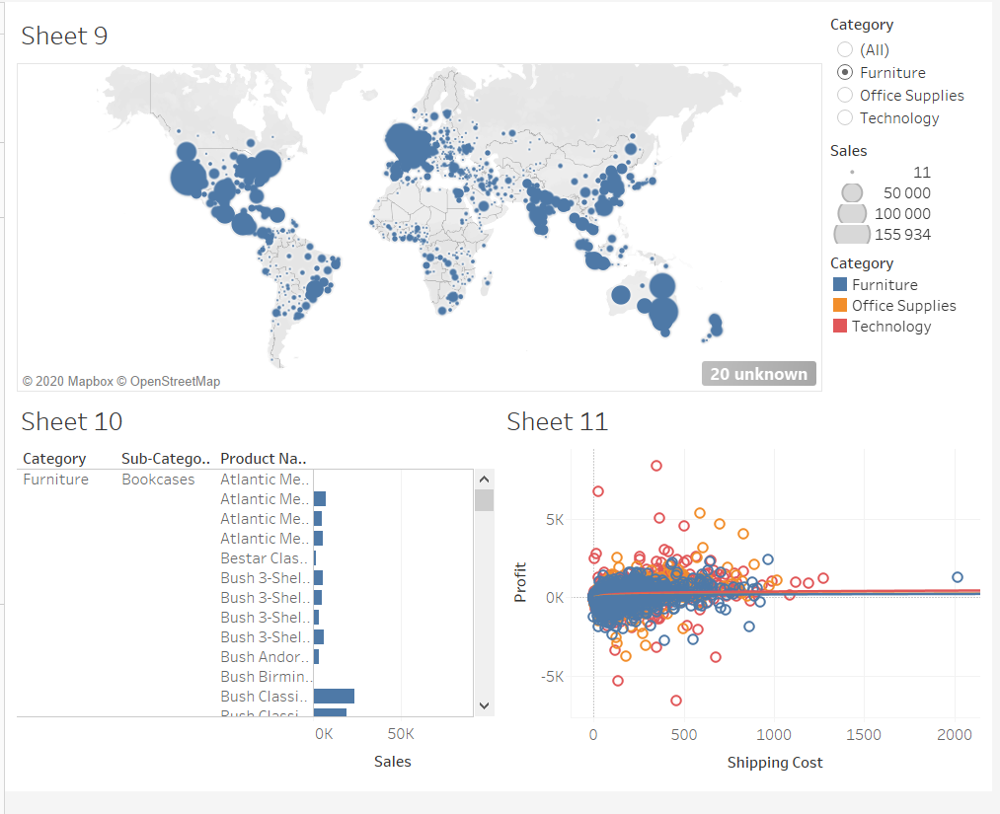 Sheet 9
© 2020 Mapbox © OpenStreetMap
20 unknown
Category
(All)
Furniture
Office Supplies
Technology
Sales
11
50 000
100 000
155 934
Category
Furniture
Office Supplies
Technology
Sheet 10
Category Sub-Catego.. Product Na..
Furniture Bookcases Atlantic Me..
Atlantic Me..
Atlantic Me..
Atlantic Me..
Bestar Clas..
Bush 3-Shel..
Bush 3-Shel..
Bush 3-Shel..
Bush 3-Shel..
Bush Andor..
Bush Birmin..
Bush Classi..
Bush Classi..
0K 50K
Sales
Sheet 11
Profit
5K
0K
-5K
0 500 1000 1500 2000
Shipping Cost